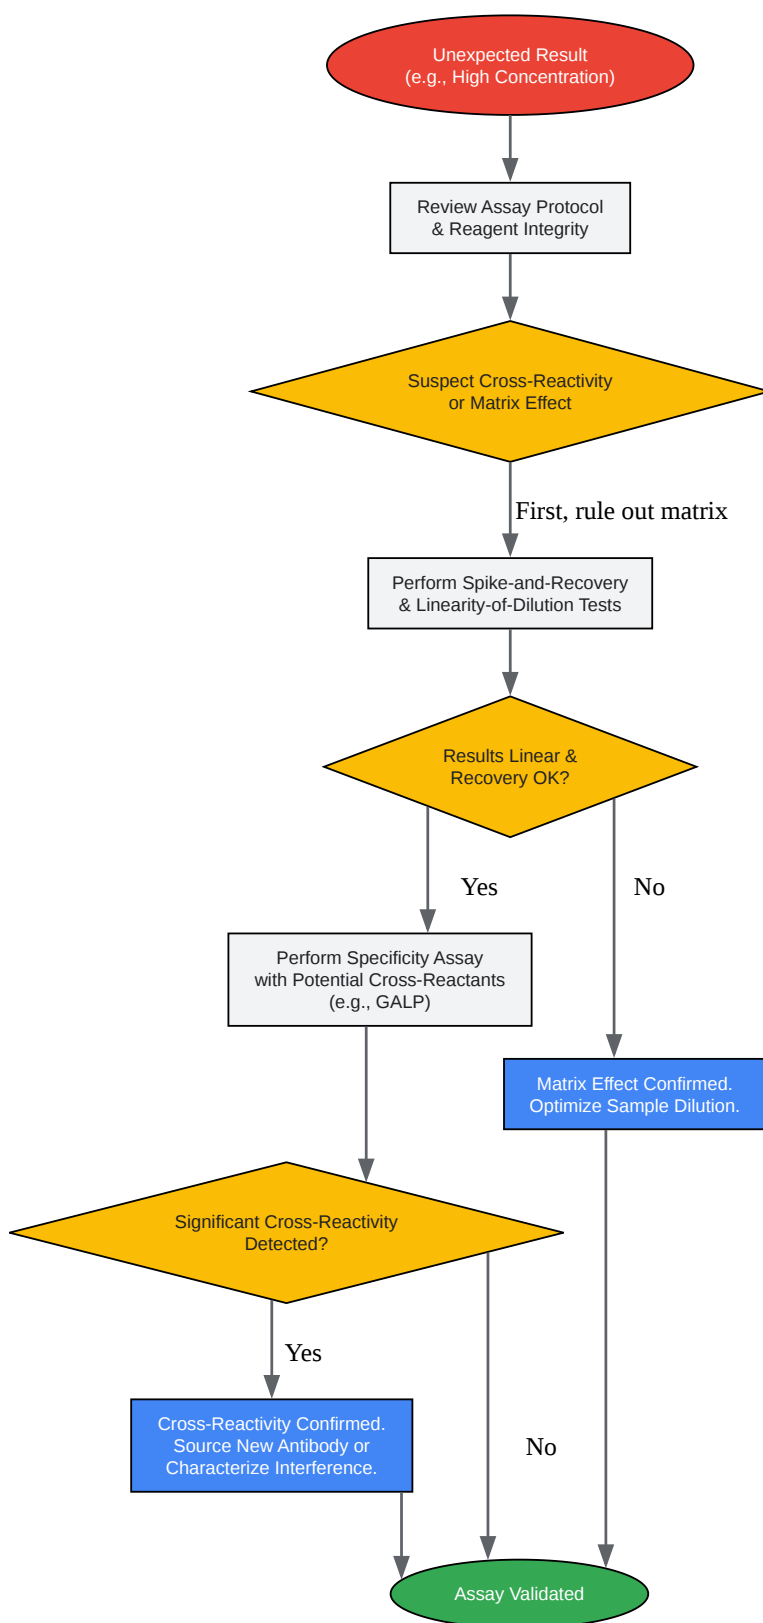 Unexpected Result
(e.g., High Concentration)
Review Assay Protocol
& Reagent Integrity
Suspect Cross-Reactivity
or Matrix Effect
First, rule out matrix
Perform Spike-and-Recovery
& Linearity-of-Dilution Tests
Results Linear &
Recovery OK?
Yes
No
Perform Specificity Assay
with Potential Cross-Reactants
(e.g., GALP)
Matrix Effect Confirmed.
Optimize Sample Dilution.
Significant Cross-Reactivity
Detected?
Yes
Cross-Reactivity Confirmed.
Source New Antibody or
Characterize Interference.
No
Assay Validated